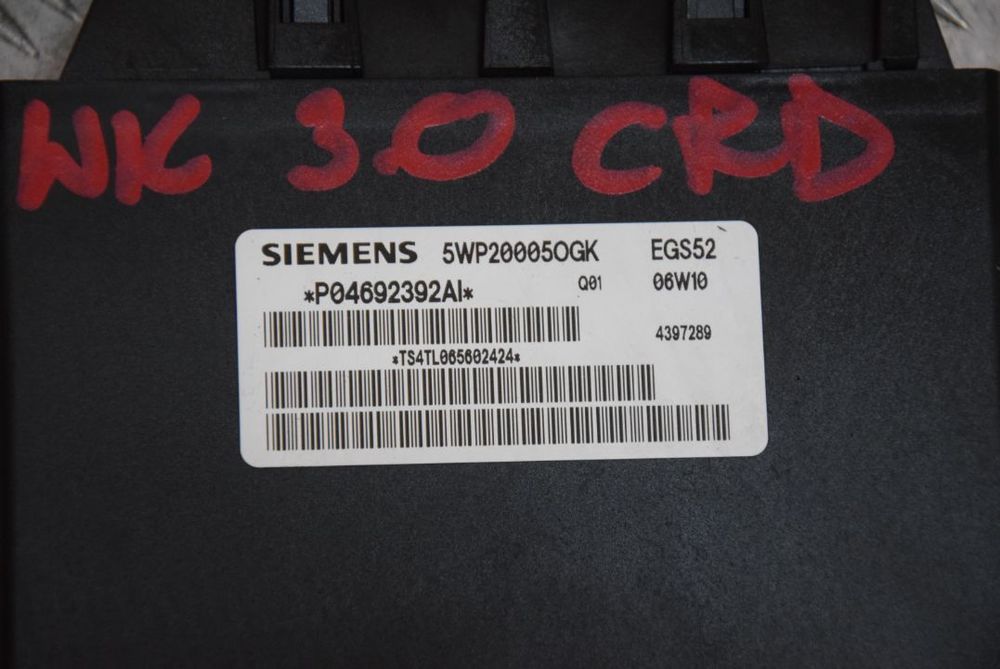 WK 3.0 CRD
SIEMENS 5WP20005OGK EGS52
*P04692392AI* Q01 06W10
4397289
*TS4TL065602424*